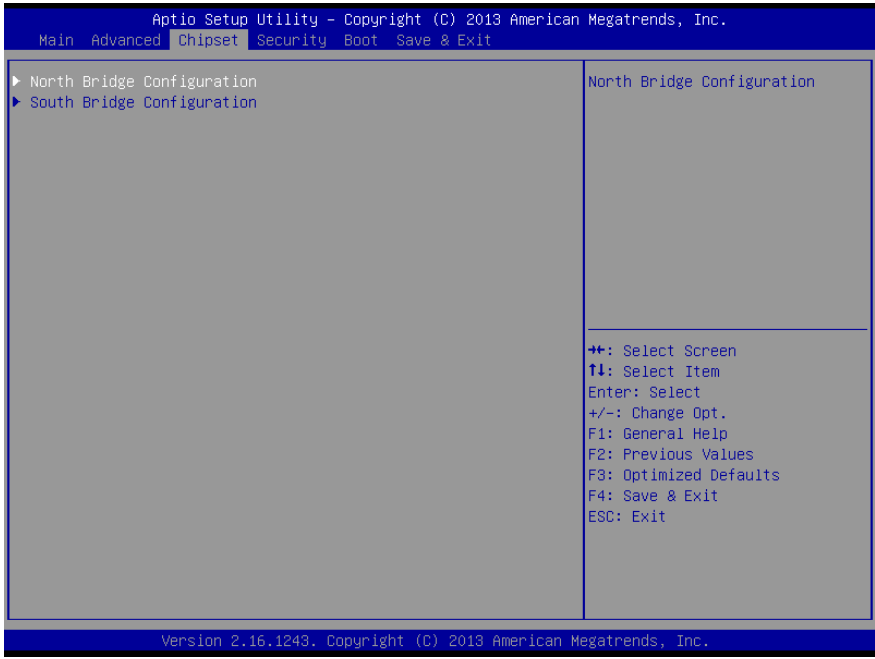 Aptio Setup Utility – Copyright (C) 2013 American Megatrends, Inc.
Main Advanced Chipset Security Boot Save & Exit
▶ North Bridge Configuration
▶ South Bridge Configuration
North Bridge Configuration
→←: Select Screen
↑↓: Select Item
Enter: Select
+/-: Change Opt.
F1: General Help
F2: Previous Values
F3: Optimized Defaults
F4: Save & Exit
ESC: Exit
Version 2.16.1243. Copyright (C) 2013 American Megatrends, Inc.